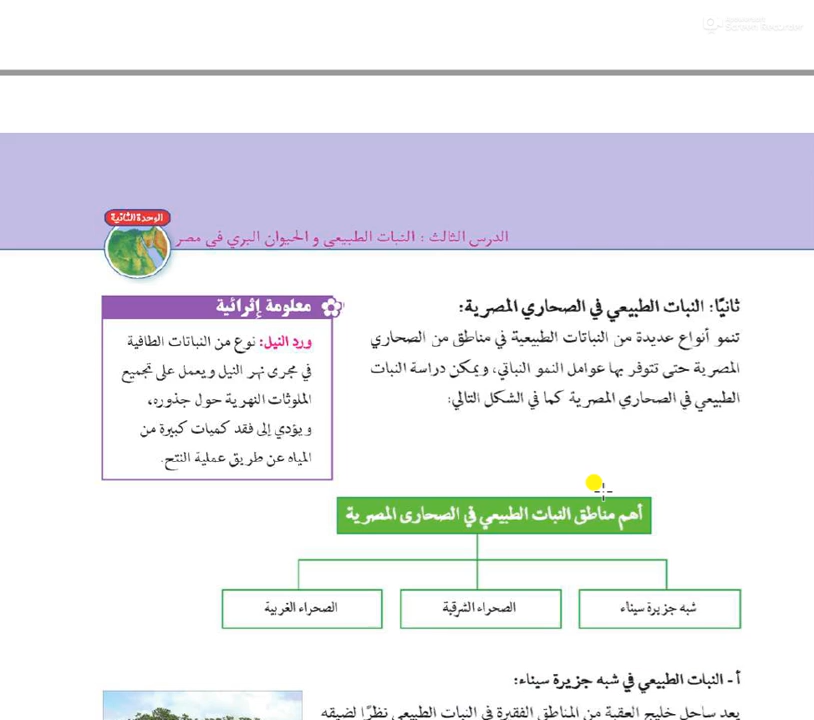 الوحدة الثانية
الدرس الثالث : النبات الطبيعي و الحيوان البري في مصر
ثانيًا: النبات الطبيعي في الصحاري المصرية:
تنمو أنواع عديدة من النباتات الطبيعية في مناطق من الصحاري
المصرية حتى تتوفر بها عوامل النمو النباتي، ويمكن دراسة النبات
الطبيعي في الصحاري المصرية كما في الشكل التالي:
معلومة إثرائية
ورد النيل: نوع من النباتات الطافية
في مجرى نهر النيل ويعمل على تجميع
الملوثات النهرية حول جذوره،
ويؤدي إلى فقد كميات كبيرة من
المياه عن طريق عملية النتح.
أهم مناطق النبات الطبيعي في الصحارى المصرية
شبه جزيرة سيناء
الصحراء الشرقية
الصحراء الغربية
أ- النبات الطبيعي في شبه جزيرة سيناء:
يعد ساحل خليج العقبة من المناطق الفقيرة في النبات الطبيعي نظرًا لضيقه